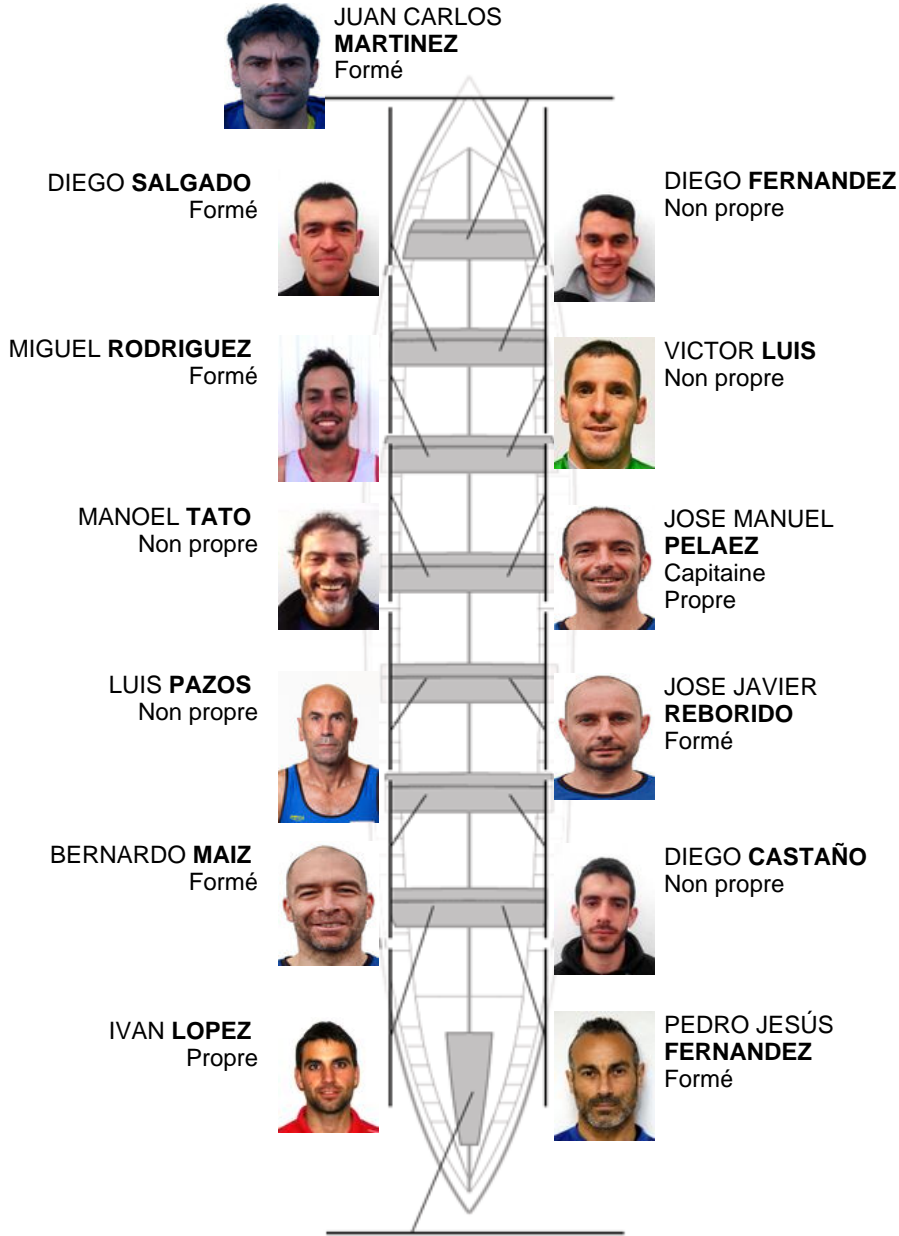 JUAN CARLOS
MARTINEZ
Formé
DIEGO SALGADO
Formé
DIEGO FERNANDEZ
Non propre
MIGUEL RODRIGUEZ
Formé
VICTOR LUIS
Non propre
MANOEL TATO
Non propre
JOSE MANUEL
PELAEZ
Capitaine
Propre
LUIS PAZOS
Non propre
JOSE JAVIER
REBORIDO
Formé
BERNARDO MAIZ
Formé
DIEGO CASTAÑO
Non propre
IVAN LOPEZ
Propre
PEDRO JESÚS
FERNANDEZ
Formé